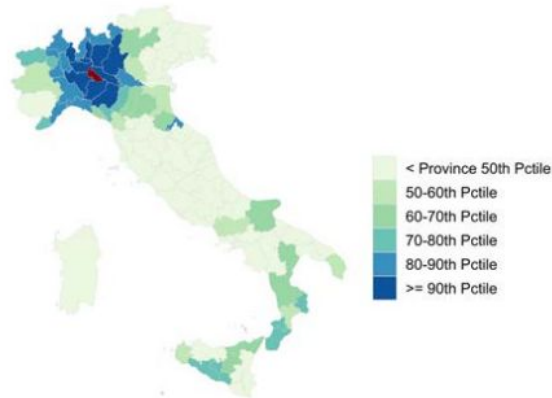 < Province 50th Pctile
50-60th Pctile
60-70th Pctile
70-80th Pctile
80-90th Pctile
>= 90th Pctile